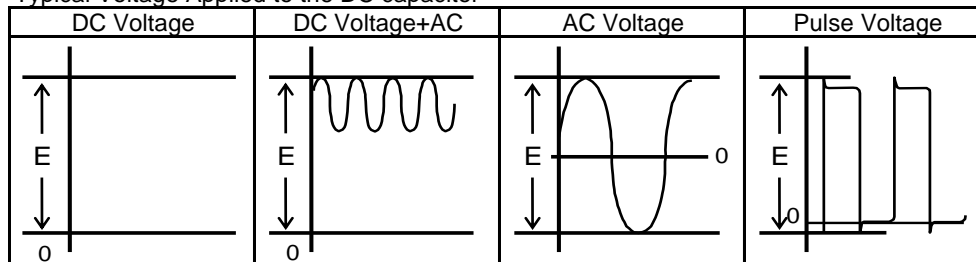 Typical Voltage Applied to the DC capacitor
DC Voltage DC Voltage+AC AC Voltage Pulse Voltage
E E E 0 E 0
0 0